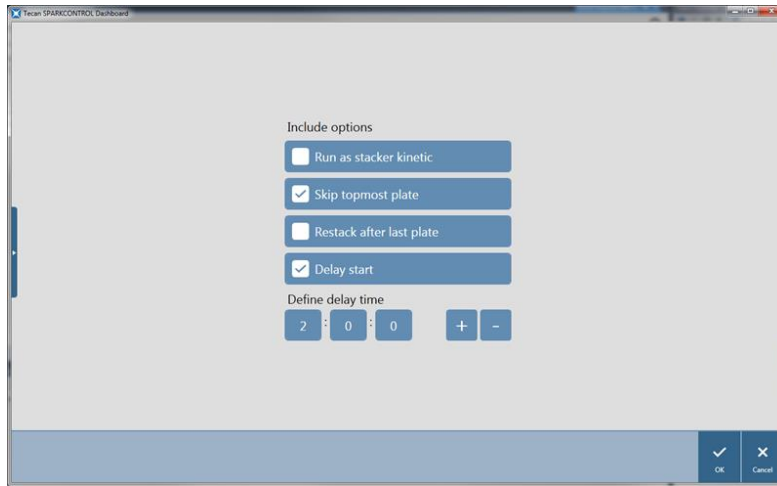 Tecan SPARKCONTROL Dashboard
Include options
Run as stacker kinetic
Skip topmost plate
Restack after last plate
Delay start
Define delay time
2 : 0 : 0 + -
OK Cancel